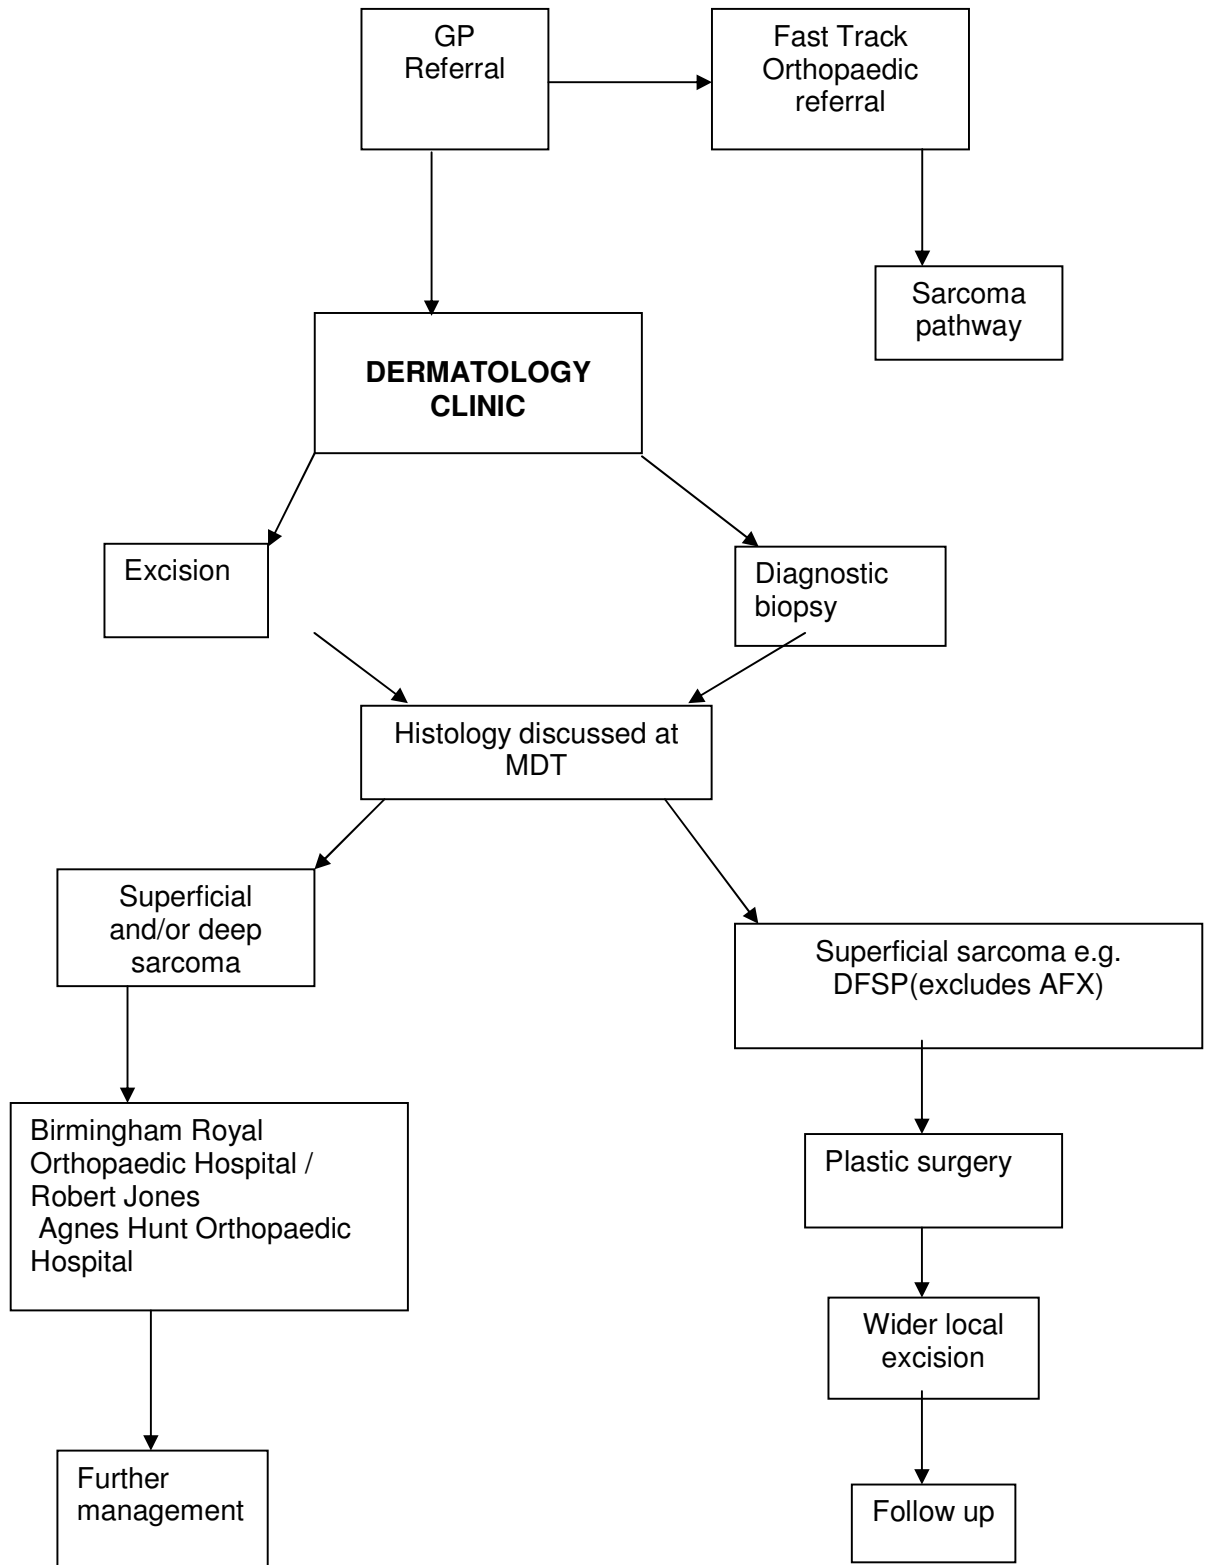 GP
Referral
Fast Track
Orthopaedic
referral
Sarcoma
pathway
DERMATOLOGY
CLINIC
Excision
Diagnostic
biopsy
Histology discussed at
MDT
Superficial
and/or deep
sarcoma
Superficial sarcoma e.g.
DFSP(excludes AFX)
Birmingham Royal
Orthopaedic Hospital /
Robert Jones
Agnes Hunt Orthopaedic
Hospital
Plastic surgery
Wider local
excision
Further
management
Follow up